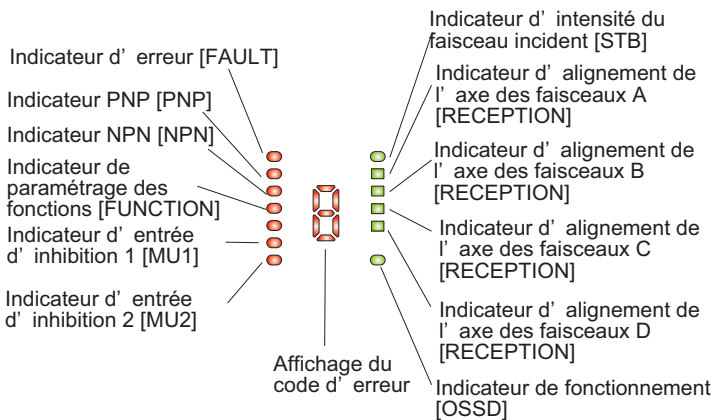 Indicateur d’ erreur [FAULT]
Indicateur PNP [PNP]
Indicateur NPN [NPN]
Indicateur de
paramétrage des
fonctions [FUNCTION]
Indicateur d’ entrée
d’ inhibition 1 [MU1]
Indicateur d’ entrée
d’ inhibition 2 [MU2]
Affichage du
code d’ erreur
Indicateur d’ intensité du
faisceau incident [STB]
Indicateur d’ alignement de
l’ axe des faisceaux A
[RECEPTION]
Indicateur d’ alignement de
l’ axe des faisceaux B
[RECEPTION]
Indicateur d’ alignement de
l’ axe des faisceaux C
[RECEPTION]
Indicateur d’ alignement de
l’ axe des faisceaux D
[RECEPTION]
Indicateur de fonctionnement
[OSSD]